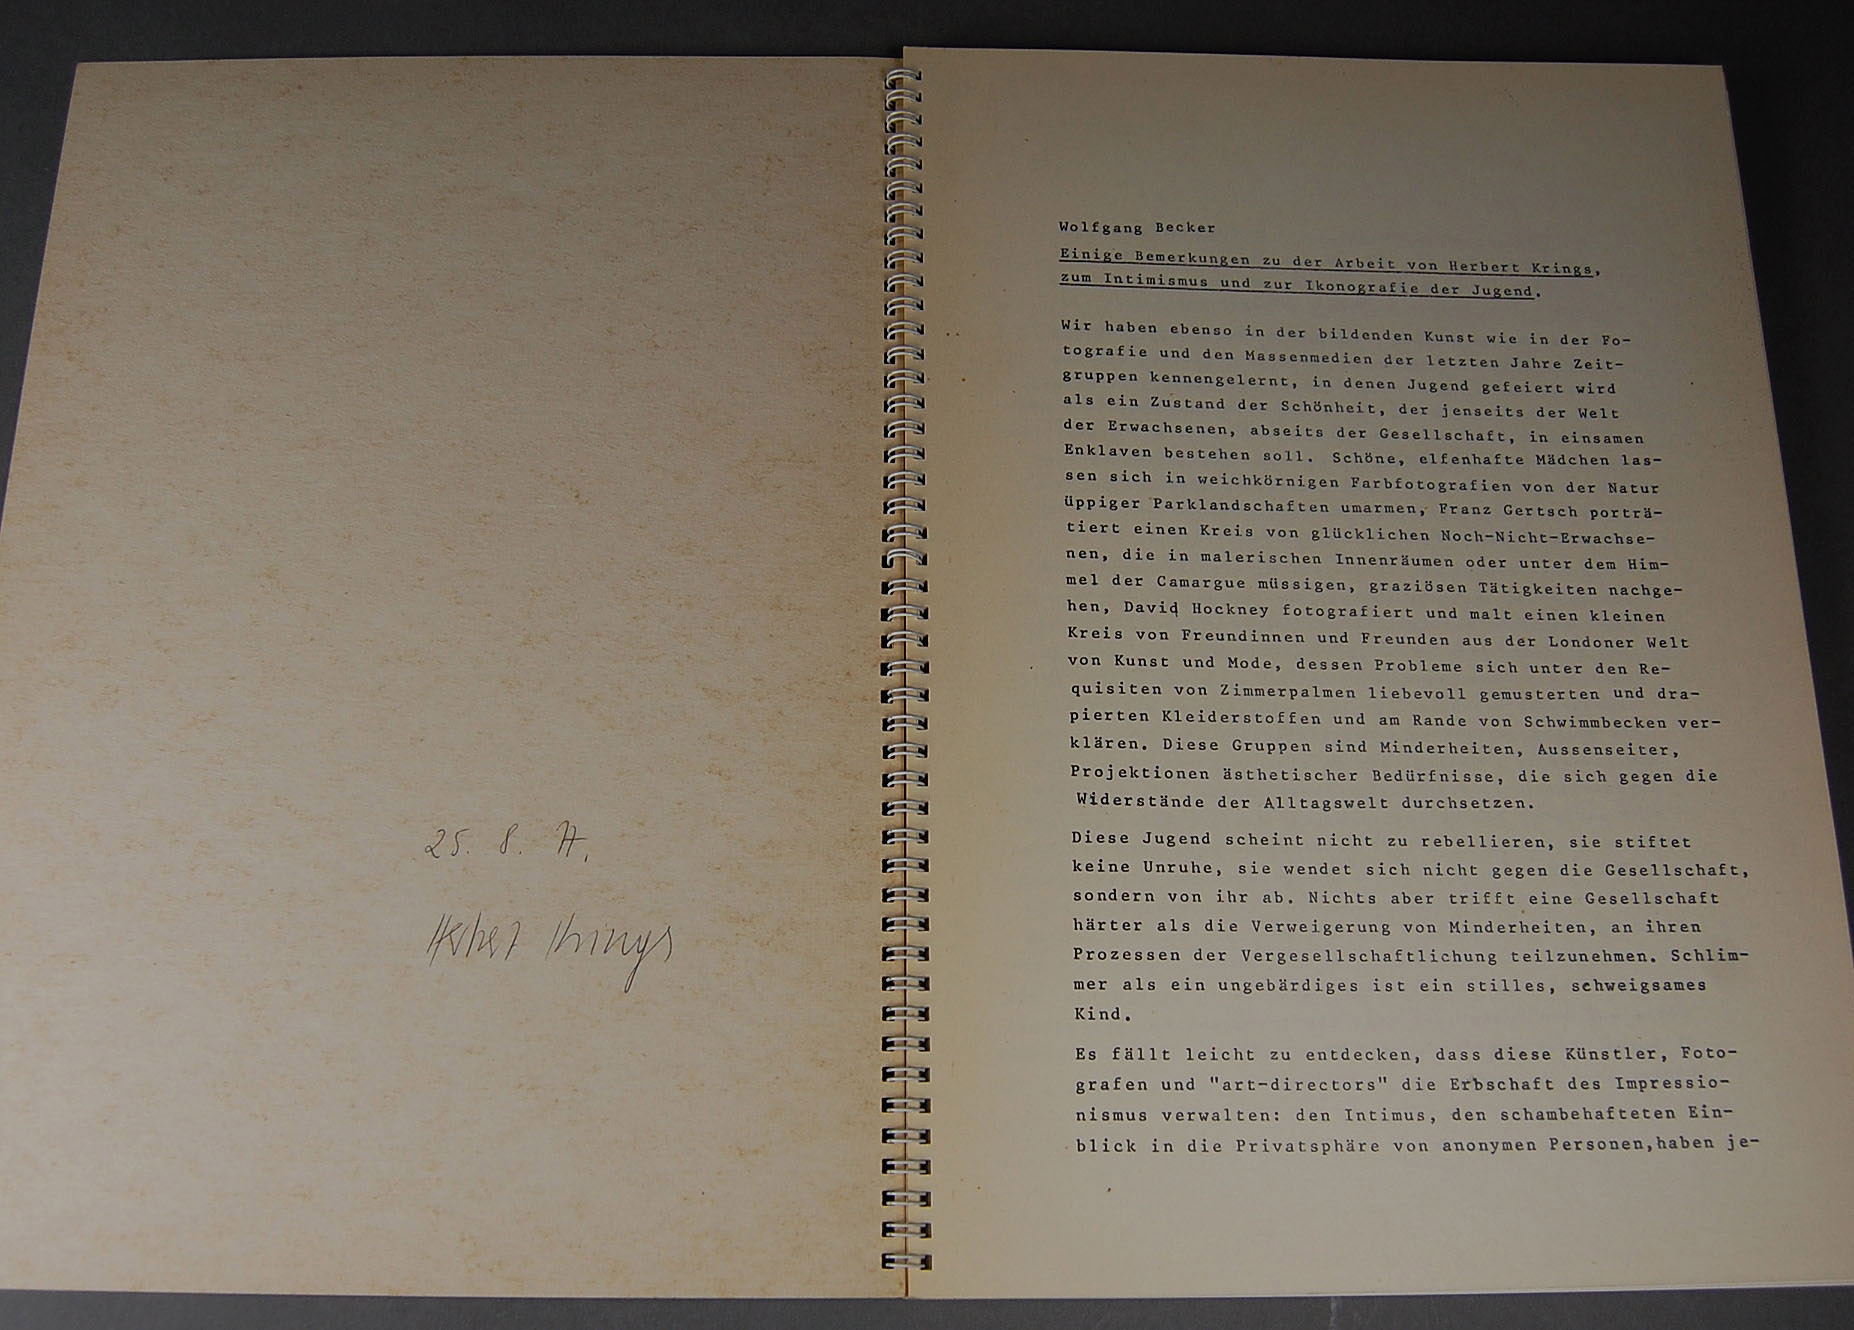 25. 8. 77.
Herbert Krings
Wolfgang Becker
Einige Bemerkungen zu der Arbeit von Herbert Krings,
zum Intimismus und zur Ikonografie der Jugend.
Wir haben ebenso in der bildenden Kunst wie in der Fo-
tografie und den Massenmedien der letzten Jahre Zeit-
gruppen kennengelernt, in denen Jugend gefeiert wird
als ein Zustand der Schönheit, der jenseits der Welt
der Erwachsenen, abseits der Gesellschaft, in einsamen
Enklaven bestehen soll. Schöne, elfenhafte Mädchen las-
sen sich in weichkörnigen Farbfotografien von der Natur
üppiger Parklandschaften umarmen, Franz Gertsch porträ-
tiert einen Kreis von glücklichen Noch-Nicht-Erwachse-
nen, die in malerischen Innenräumen oder unter dem Him-
mel der Camargue müssigen, graziösen Tätigkeiten nachge-
hen, David Hockney fotografiert und malt einen kleinen
Kreis von Freundinnen und Freunden aus der Londoner Welt
von Kunst und Mode, dessen Probleme sich unter den Re-
quisiten von Zimmerpalmen liebevoll gemusterten und dra-
pierten Kleiderstoffen und am Rande von Schwimmbecken ver-
klären. Diese Gruppen sind Minderheiten, Aussenseiter,
Projektionen ästhetischer Bedürfnisse, die sich gegen die
Widerstände der Alltagswelt durchsetzen.
Diese Jugend scheint nicht zu rebellieren, sie stiftet
keine Unruhe, sie wendet sich nicht gegen die Gesellschaft,
sondern von ihr ab. Nichts aber trifft eine Gesellschaft
härter als die Verweigerung von Minderheiten, an ihren
Prozessen der Vergesellschaftlichung teilzunehmen. Schlim-
mer als ein ungebärdiges ist ein stilles, schweigsames
Kind.
Es fällt leicht zu entdecken, dass diese Künstler, Foto-
grafen und "art-directors" die Erbschaft des Impressio-
nismus verwalten: den Intimus, den schambehafteten Ein-
blick in die Privatsphäre von anonymen Personen,haben je-